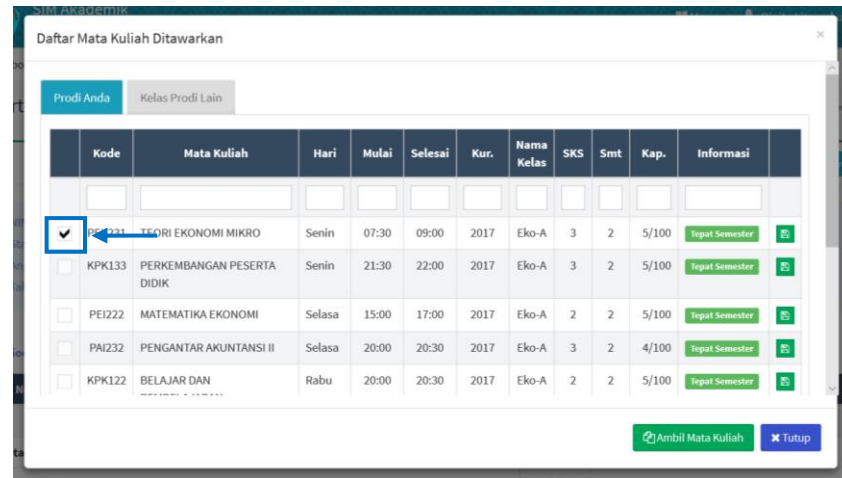 SIM Akademik
Daftar Mata Kuliah Ditawarkan ×
Prodi Anda Kelas Prodi Lain
Kode Mata Kuliah Hari Mulai Selesai Kur. Nama Kelas SKS Smt Kap. Informasi
TEORI EKONOMI MIKRO Senin 07:30 09:00 2017 Eko-A 3 2 5/100 Tepat Semester
KPK133 PERKEMBANGAN PESERTA Senin 21:30 22:00 2017 Eko-A 3 2 5/100 Tepat Semester
DIDIK
PEI222 MATEMATIKA EKONOMI Selasa 15:00 17:00 2017 Eko-A 2 2 5/100 Tepat Semester
PAI232 PENGANTAR AKUNTANSI II Selasa 20:00 20:30 2017 Eko-A 3 2 4/100 Tepat Semester
KPK122 BELAJAR DAN Rabu 20:00 20:30 2017 Eko-A 2 2 5/100 Tepat Semester
Ambil Mata Kuliah Tutup